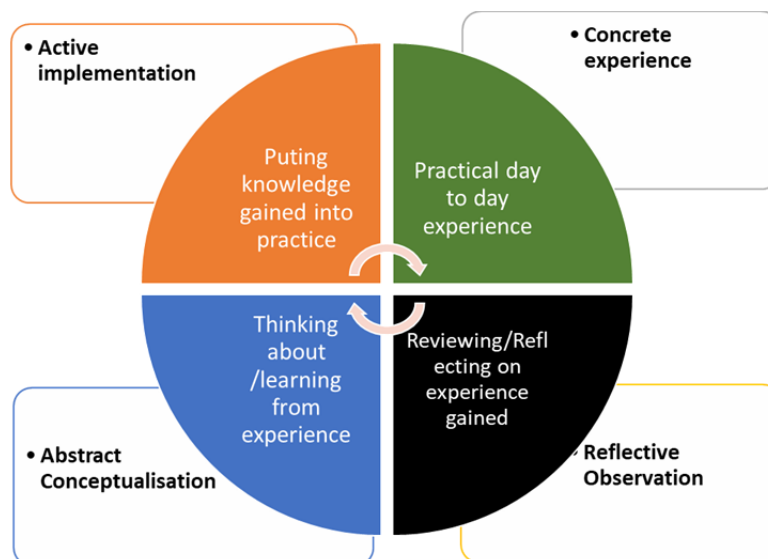 • Active
implementation
• Concrete
experience
Puting
knowledge
gained into
practice
Practical day
to day
experience
Thinking
about
/learning
from
experience
Reviewing/Refl
ecting on
experience
gained
• Abstract
Conceptualisation
• Reflective
Observation